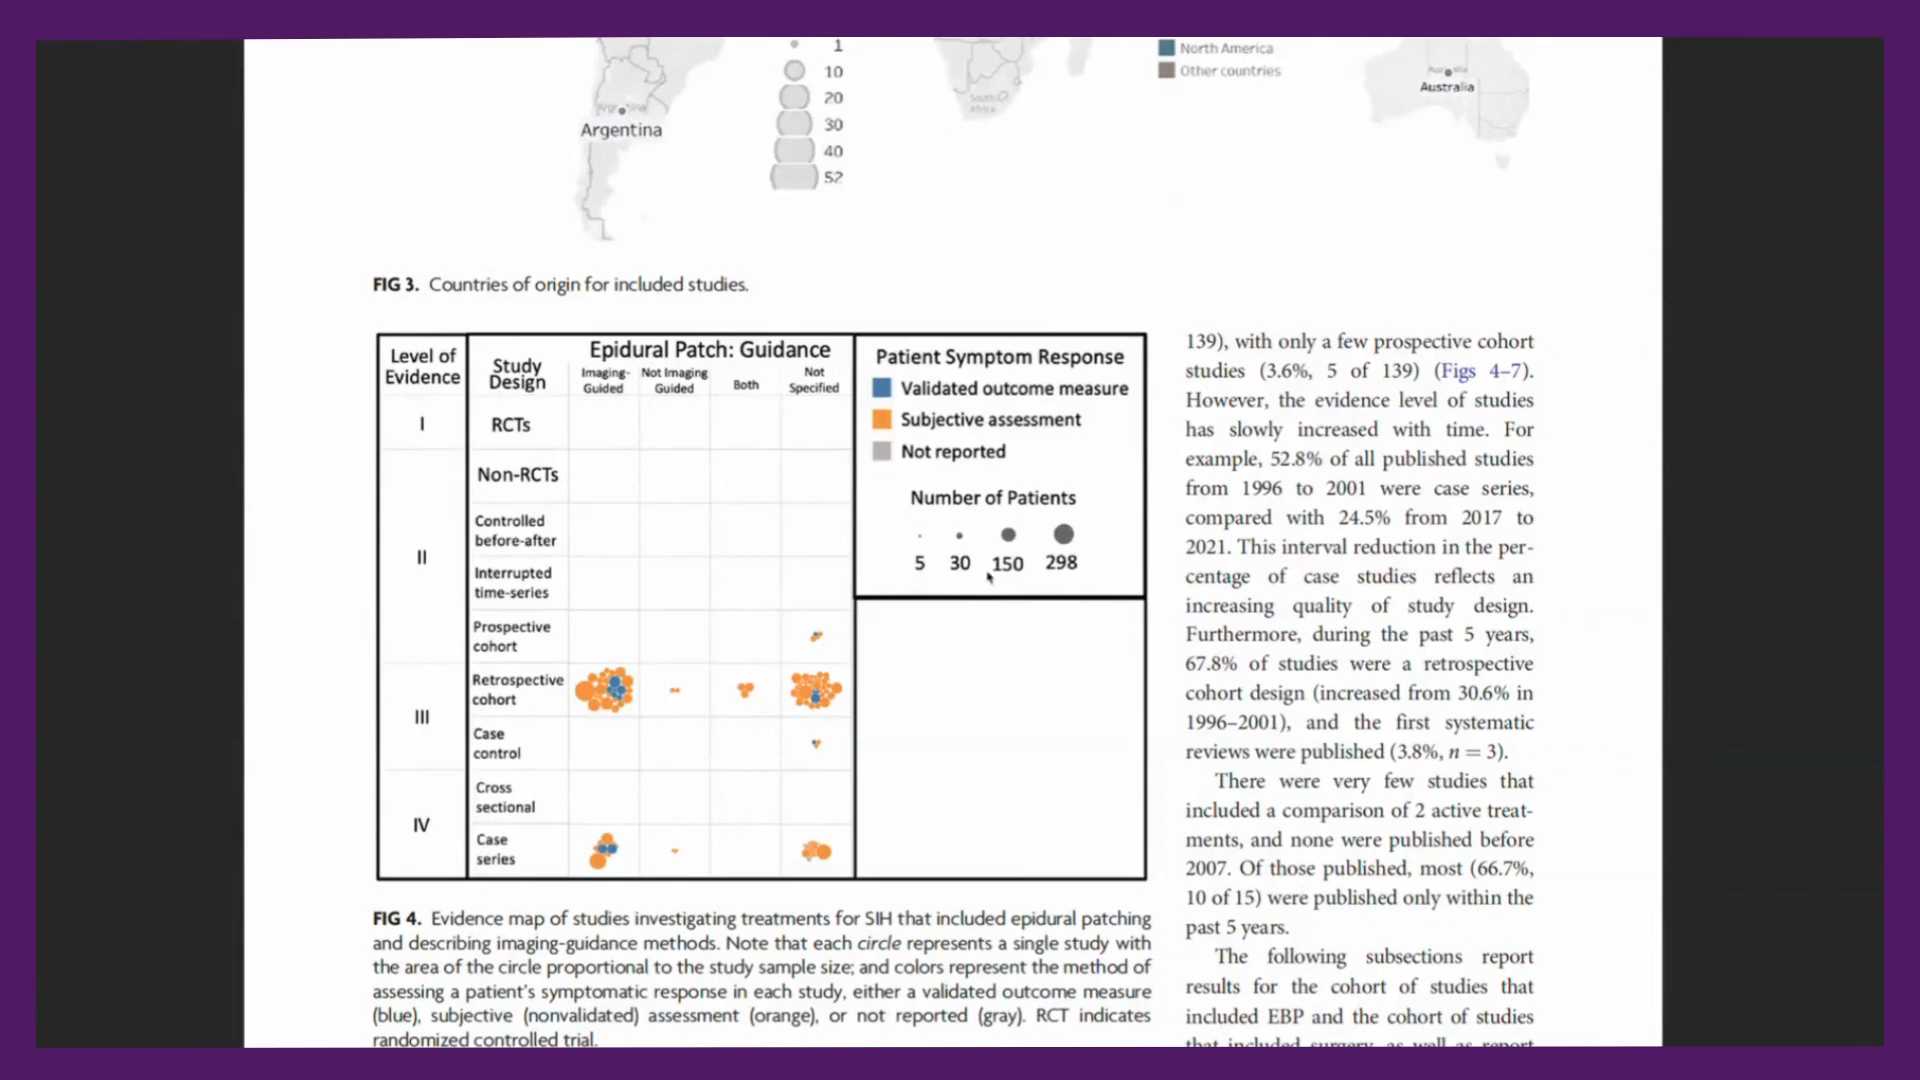 1
10
20
30
40
52
Argentina
Argentina
South
Africa
North America
Other countries
Australia
FIG 3. Countries of origin for included studies.
Level of
Evidence
Study
Design
Epidural Patch: Guidance
Imaging-
Guided
Not Imaging
Guided
Both
Not
Specified
I
RCTs
II
Non-RCTs
Controlled
before-after
Interrupted
time-series
Prospective
cohort
III
Retrospective
cohort
Case
control
IV
Cross
sectional
Case
series
Patient Symptom Response
Validated outcome measure
Subjective assessment
Not reported
Number of Patients
5 30 150 298
FIG 4. Evidence map of studies investigating treatments for SIH that included epidural patching
and describing imaging-guidance methods. Note that each circle represents a single study with
the area of the circle proportional to the study sample size; and colors represent the method of
assessing a patient's symptomatic response in each study, either a validated outcome measure
(blue), subjective (nonvalidated) assessment (orange), or not reported (gray). RCT indicates
randomized controlled trial.
139), with only a few prospective cohort
studies (3.6%, 5 of 139) (Figs 4–7).
However, the evidence level of studies
has slowly increased with time. For
example, 52.8% of all published studies
from 1996 to 2001 were case series,
compared with 24.5% from 2017 to
2021. This interval reduction in the per-
centage of case studies reflects an
increasing quality of study design.
Furthermore, during the past 5 years,
67.8% of studies were a retrospective
cohort design (increased from 30.6% in
1996–2001), and the first systematic
reviews were published (3.8%, n = 3).
There were very few studies that
included a comparison of 2 active treat-
ments, and none were published before
2007. Of those published, most (66.7%,
10 of 15) were published only within the
past 5 years.
The following subsections report
results for the cohort of studies that
included EBP and the cohort of studies
that included surgery, as well as report